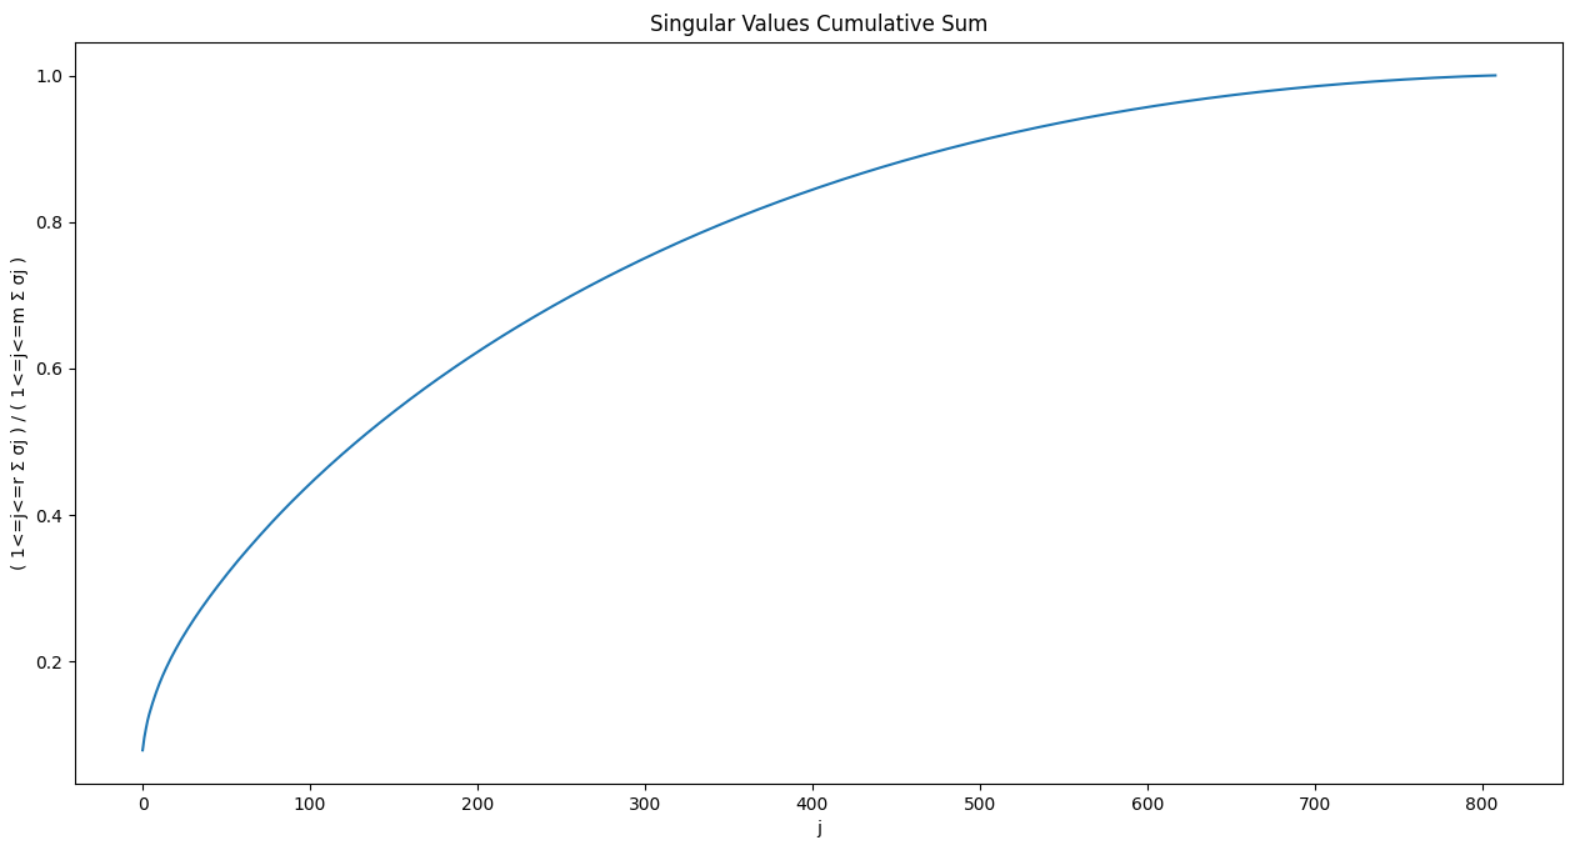 Singular Values Cumulative Sum
( 1<=j<=r Σ σj ) / ( 1<=j<=m Σ σj )
1.0
0.8
0.6
0.4
0.2
0 100 200 300 400 500 600 700 800
j